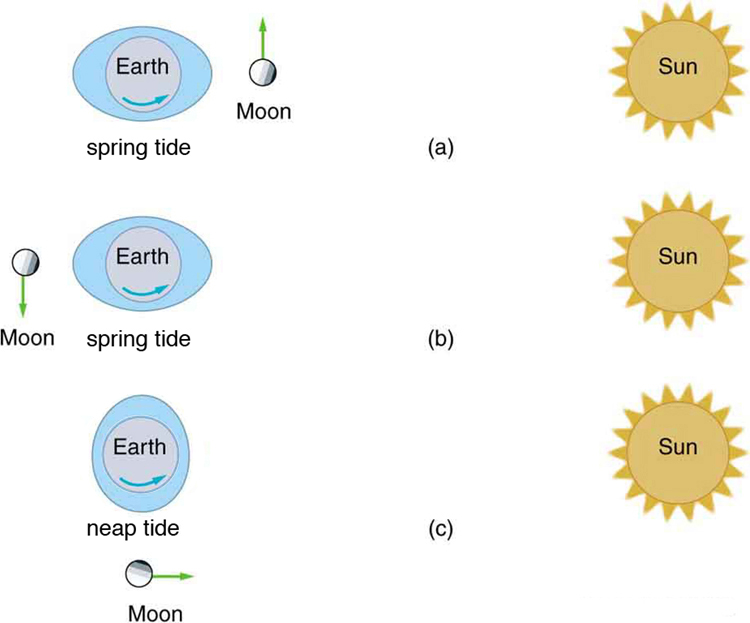 Earth
Sun
Moon
spring tide
(a)
Earth
Sun
Moon
spring tide
(b)
Earth
Sun
neap tide
(c)
Moon